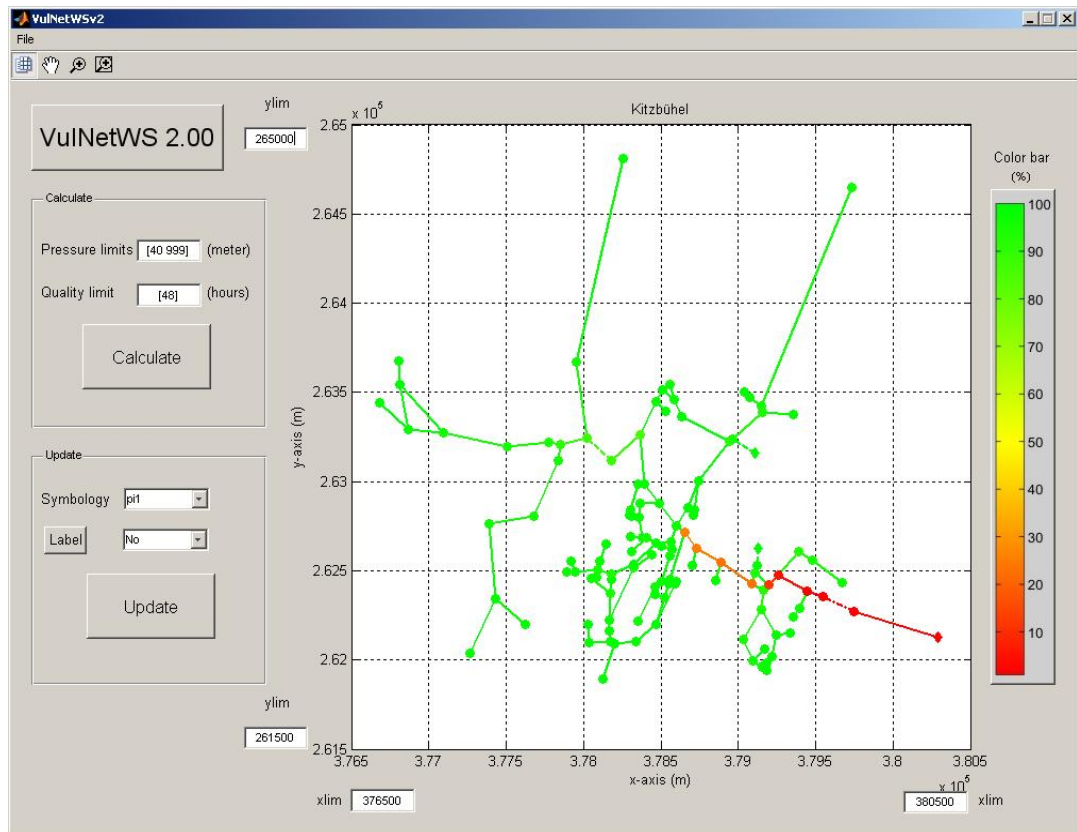 VulNetWSv2
File
VulNetWS 2.00
ylim
265000
Calculate
Pressure limits [40 999] (meter)
Quality limit [48] (hours)
Calculate
Update
Symbology pi1
Label No
Update
ylim
261500
Kitzbühel
x 10^5
2.65
2.645
2.64
2.635
2.63
2.625
2.62
2.615
y-axis (m)
3.765 3.77 3.775 3.78 3.785 3.79 3.795 3.8 3.805
x-axis (m)
x 10^5
xlim 376500
380500 xlim
Color bar
(%)
100
90
80
70
60
50
40
30
20
10